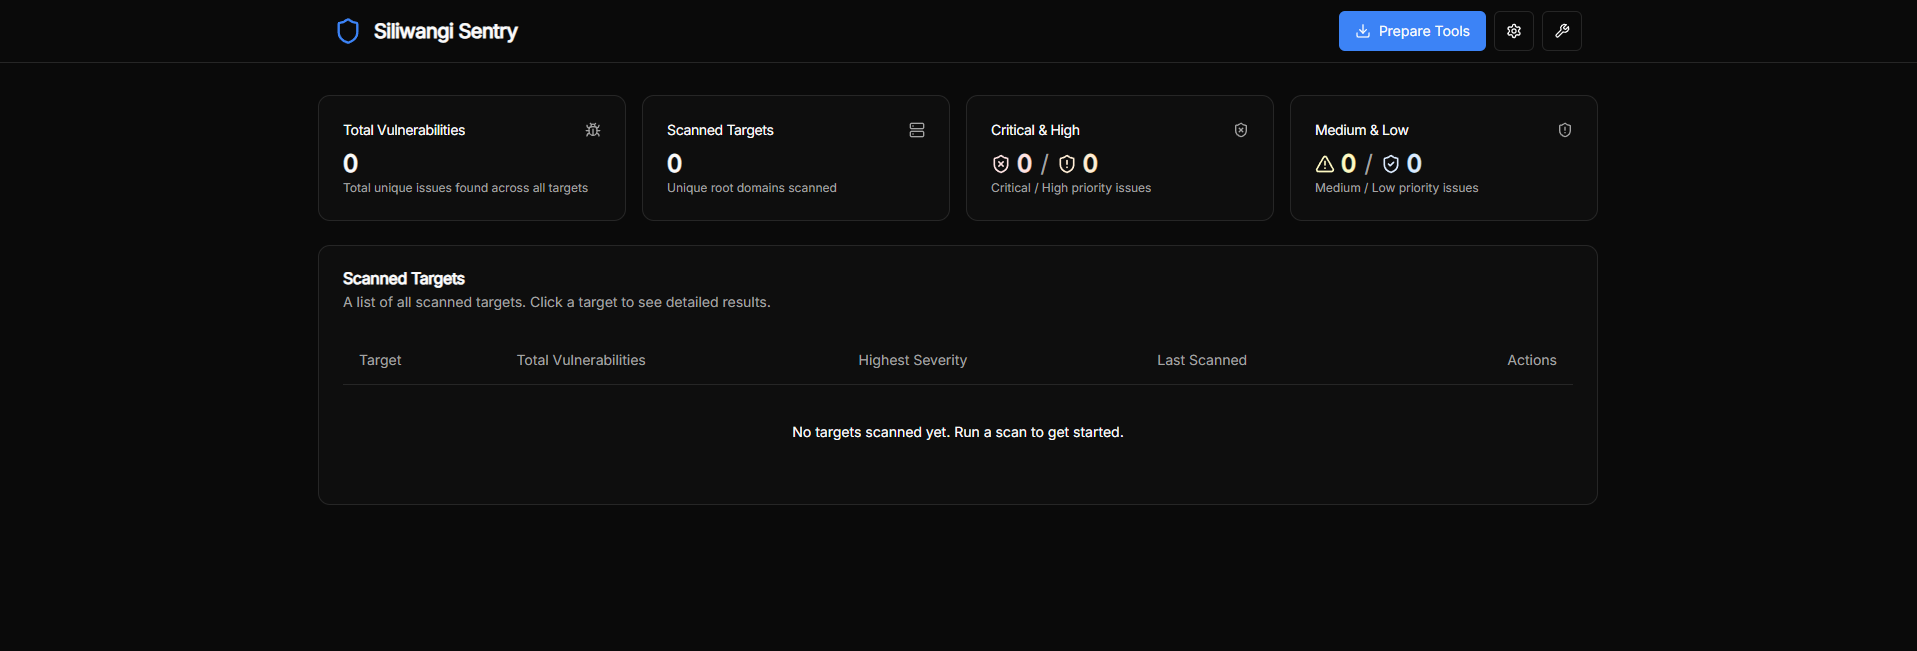 Siliwangi Sentry
Prepare Tools
Total Vulnerabilities
0
Total unique issues found across all targets
Scanned Targets
0
Unique root domains scanned
Critical & High
0 / 0
Critical / High priority issues
Medium & Low
0 / 0
Medium / Low priority issues
Scanned Targets
A list of all scanned targets. Click a target to see detailed results.
Target Total Vulnerabilities Highest Severity Last Scanned Actions
No targets scanned yet. Run a scan to get started.